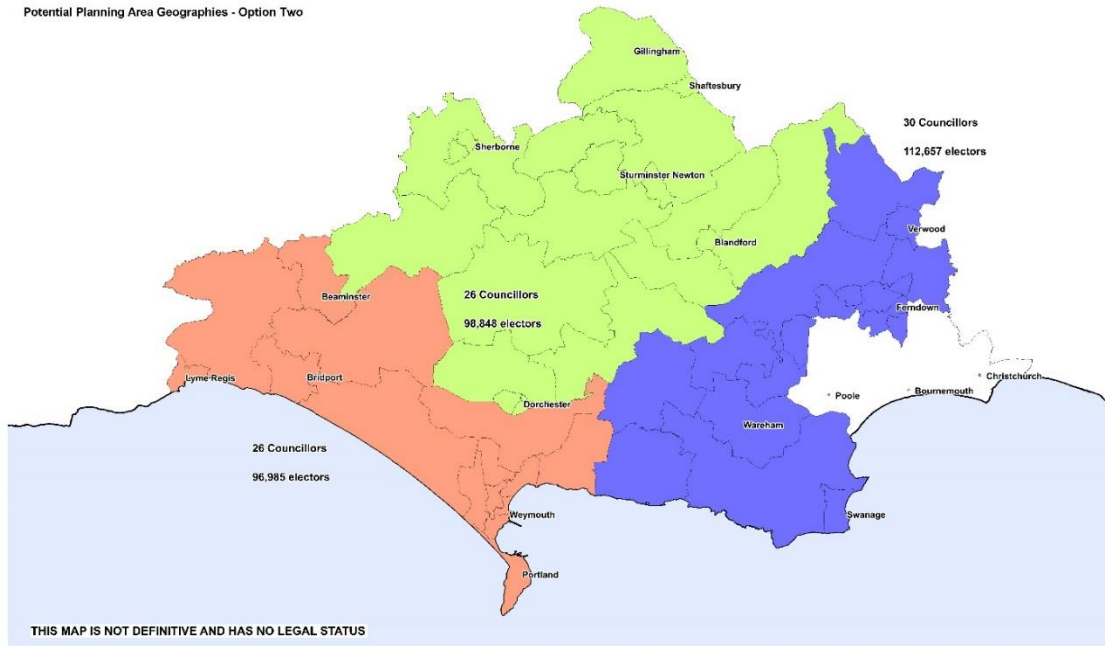 Potential Planning Area Geographies - Option Two
Gillingham
Shaftesbury
30 Councillors
112,657 electors
Sherborne
Sturminster Newton
Verwood
Blandford
Beaminster
26 Councillors
98,848 electors
Ferndown
Lyme Regis
Bridport
Christchurch
Bournemouth
Poole
Dorchester
Wareham
26 Councillors
96,985 electors
Weymouth
Swanage
Portland
THIS MAP IS NOT DEFINITIVE AND HAS NO LEGAL STATUS